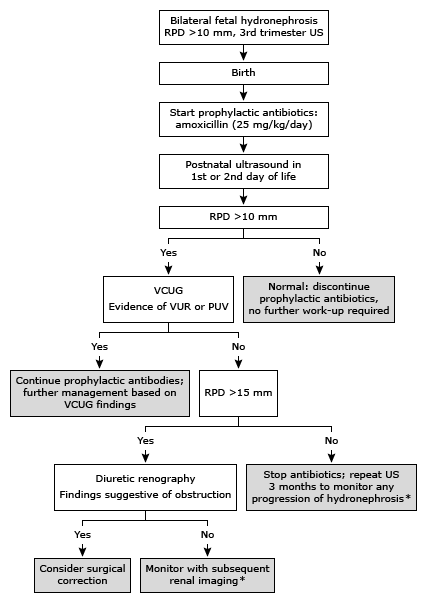 Bilateral fetal hydronephrosis
RPD >10 mm, 3rd trimester US
Birth
Start prophylactic antibiotics:
amoxicillin (25 mg/kg/day)
Postnatal ultrasound in
1st or 2nd day of life
RPD >10 mm
Yes
No
VCUG
Evidence of VUR or PUV
Normal: discontinue
prophylactic antibiotics,
no further work-up required
Yes
No
Continue prophylactic antibodies;
further management based on
VCUG findings
RPD >15 mm
Yes
No
Diuretic renography
Findings suggestive of obstruction
Stop antibiotics; repeat US
3 months to monitor any
progression of hydronephrosis*
Yes
No
Consider surgical
correction
Monitor with subsequent
renal imaging*